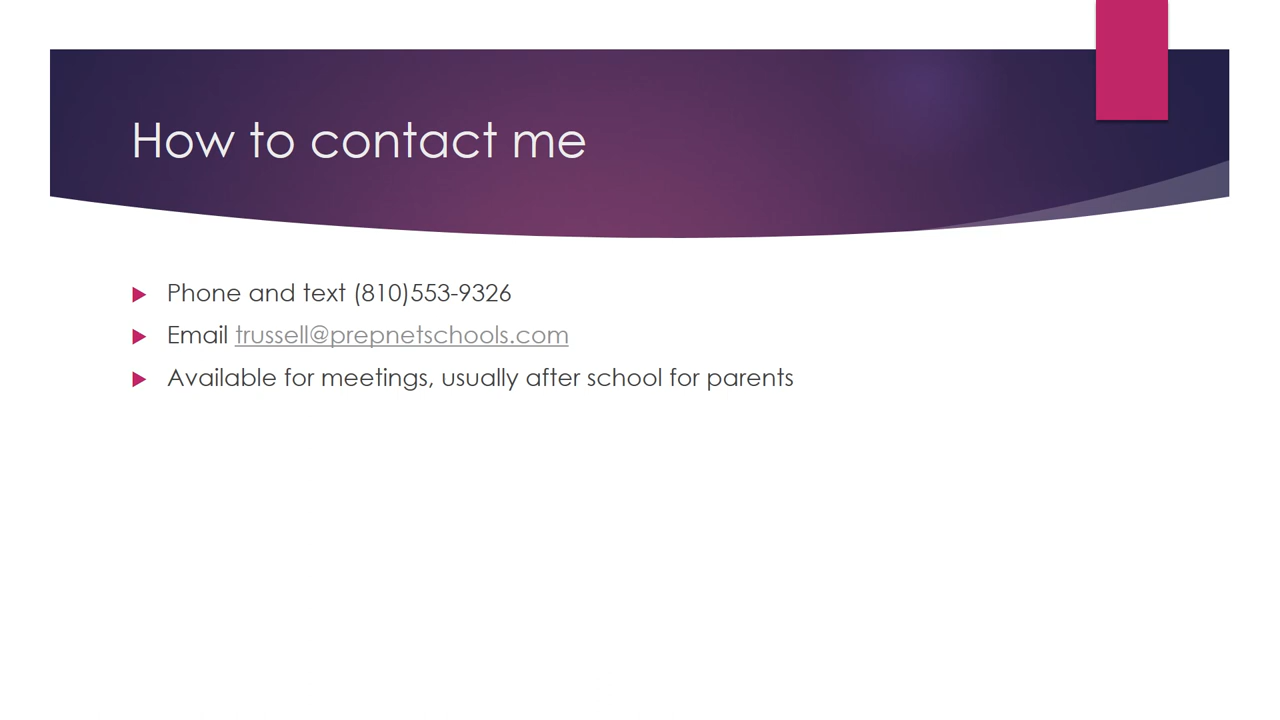 How to contact me
Phone and text (810)553-9326
Email trussell@prepnetschools.com
Available for meetings, usually after school for parents